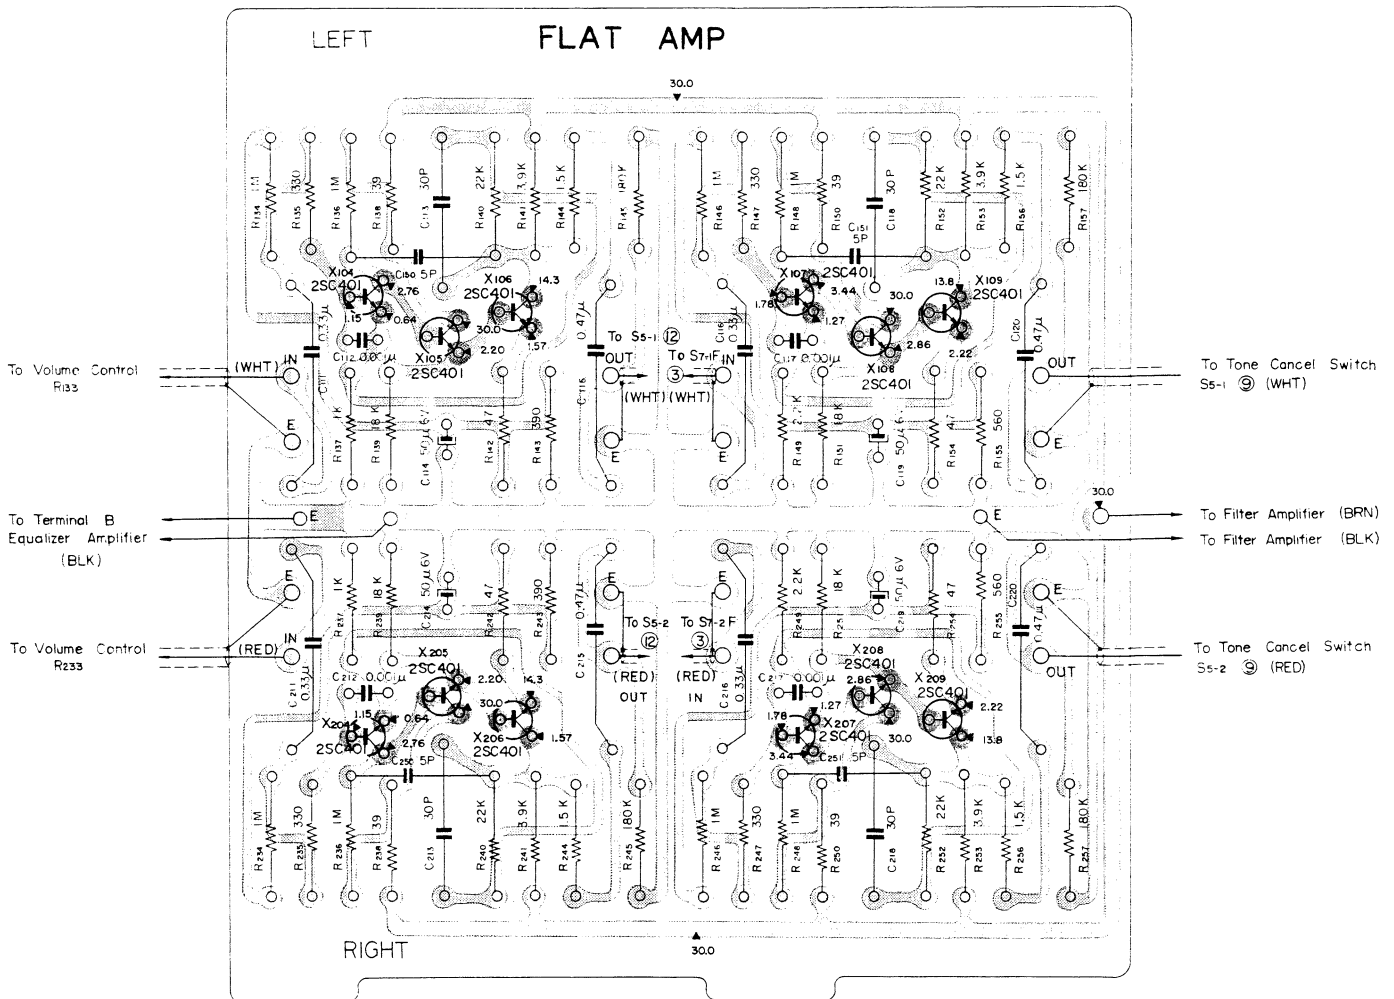 LEFT FLAT AMP
30.0
R134 1M
R135 330
R136 1M
R138 39
C113 30P
R140 22K
R141 3.9K
R144 1.5K
R145 180K
R146 1M
R147 330
R148 1M
R150 39
C118 30P
R152 22K
R153 3.9K
R156 1.5K
R157 180K
C150 5P
C151 5P
X104
2SC401
2.76
1.15
0.64
X106
2SC401
14.3
1.57
X105
2SC401
30.0
2.20
X107
2SC401
3.44
1.78
1.27
X108
2SC401
30.0
2.86
X109
2SC401
13.8
2.22
C111 0.33μ
C112 0.001μ
C116 0.47μ
C116 0.33μ
C117 0.001μ
C120 0.47μ
To Volume Control
R133
(WHT) IN
E
To S5-1 ⑫
OUT
(WHT)
E
To S7-1F
③
IN
(WHT)
E
OUT
E
To Tone Cancel Switch
S5-1 ⑨ (WHT)
R137 1K
R139 18K
C114 50μ 6V
R142 47
R143 390
R149 2.2K
R151 18K
C119 50μ 6V
R154 47
R155 560
To Terminal B
Equalizer Amplifier
(BLK)
E
E
30.0
To Filter Amplifier (BRN)
To Filter Amplifier (BLK)
R237 1K
R239 18K
C214 50μ 6V
R242 47
R243 390
R249 2.2K
R251 18K
C219 50μ 6V
R254 47
R255 560
To Volume Control
R233
E
IN
(RED)
E
To S5-2
⑫
(RED)
OUT
E
To S7-2F
③
(RED)
IN
E
OUT
To Tone Cancel Switch
S5-2 ⑨ (RED)
C211 0.33μ
C212 0.001μ
C215 0.47μ
C216 0.33μ
C217 0.001μ
C220 0.47μ
X205
2SC401
2.20
30.0
X204
2SC401
1.15
0.64
2.76
X206
2SC401
14.3
1.57
X208
2SC401
2.86
30.0
X207
2SC401
1.27
1.78
3.44
X209
2SC401
2.22
13.8
C250 5P
C251 5P
R234 1M
R235 330
R236 1M
R238 39
C213 30P
R240 22K
R241 3.9K
R244 1.5K
R245 180K
R246 1M
R247 330
R248 1M
R250 39
C218 30P
R252 22K
R253 3.9K
R256 1.5K
R257 180K
RIGHT
30.0